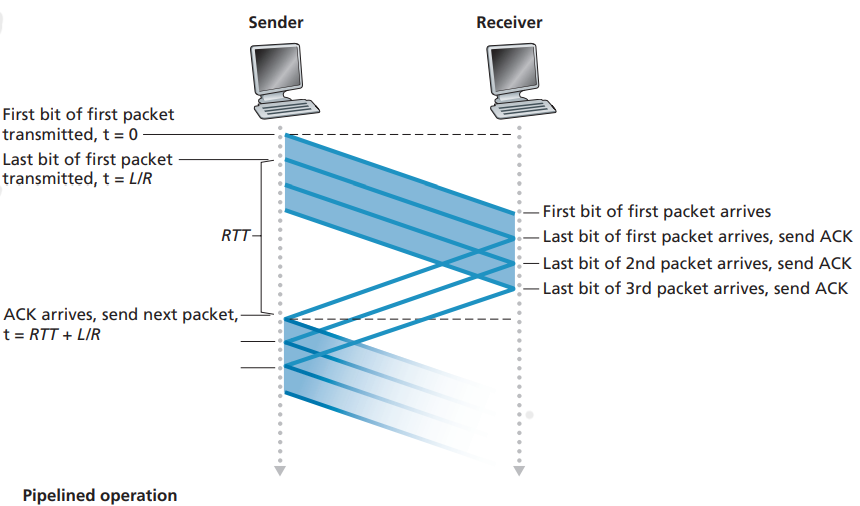 Sender
Receiver
First bit of first packet
transmitted, t = 0
Last bit of first packet
transmitted, t = L/R
RTT
First bit of first packet arrives
Last bit of first packet arrives, send ACK
Last bit of 2nd packet arrives, send ACK
Last bit of 3rd packet arrives, send ACK
ACK arrives, send next packet,
t = RTT + L/R
Pipelined operation